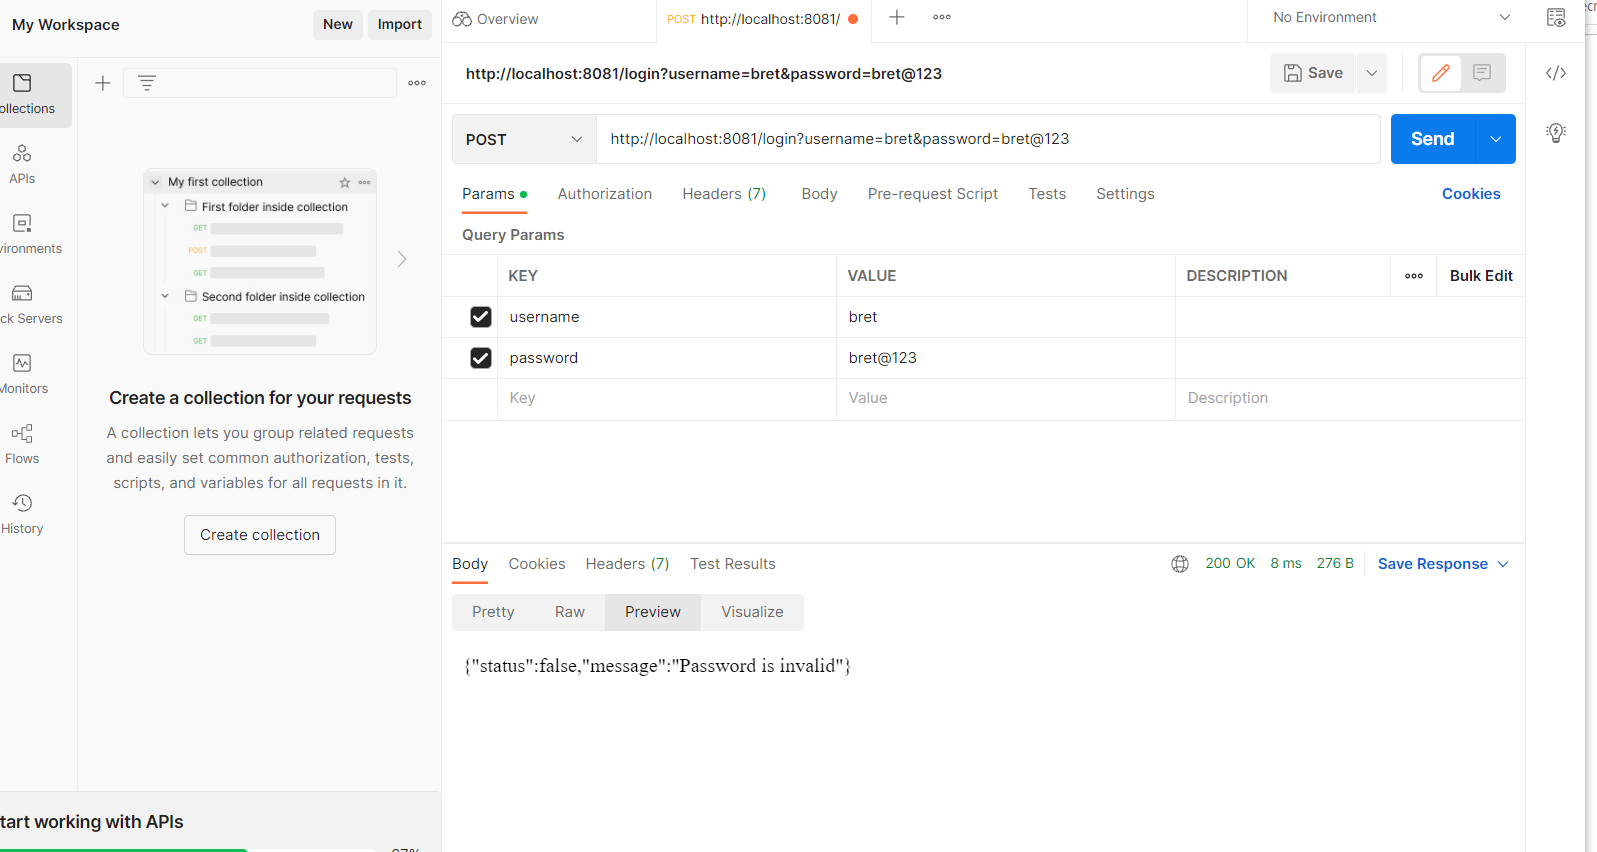 My Workspace
New
Import
Overview
POST http://localhost:8081/
No Environment
http://localhost:8081/login?username=bret&password=bret@123
Save
POST
http://localhost:8081/login?username=bret&password=bret@123
Send
Params
Authorization
Headers (7)
Body
Pre-request Script
Tests
Settings
Cookies
Query Params
KEY
VALUE
DESCRIPTION
Bulk Edit
username
bret
password
bret@123
Key
Value
Description
ollections
APIs
vironments
ck Servers
Monitors
Flows
History
My first collection
First folder inside collection
GET
POST
GET
Second folder inside collection
GET
GET
Create a collection for your requests
A collection lets you group related requests
and easily set common authorization, tests,
scripts, and variables for all requests in it.
Create collection
Body
Cookies
Headers (7)
Test Results
200 OK
8 ms
276 B
Save Response
Pretty
Raw
Preview
Visualize
{"status":false,"message":"Password is invalid"}
tart working with APIs